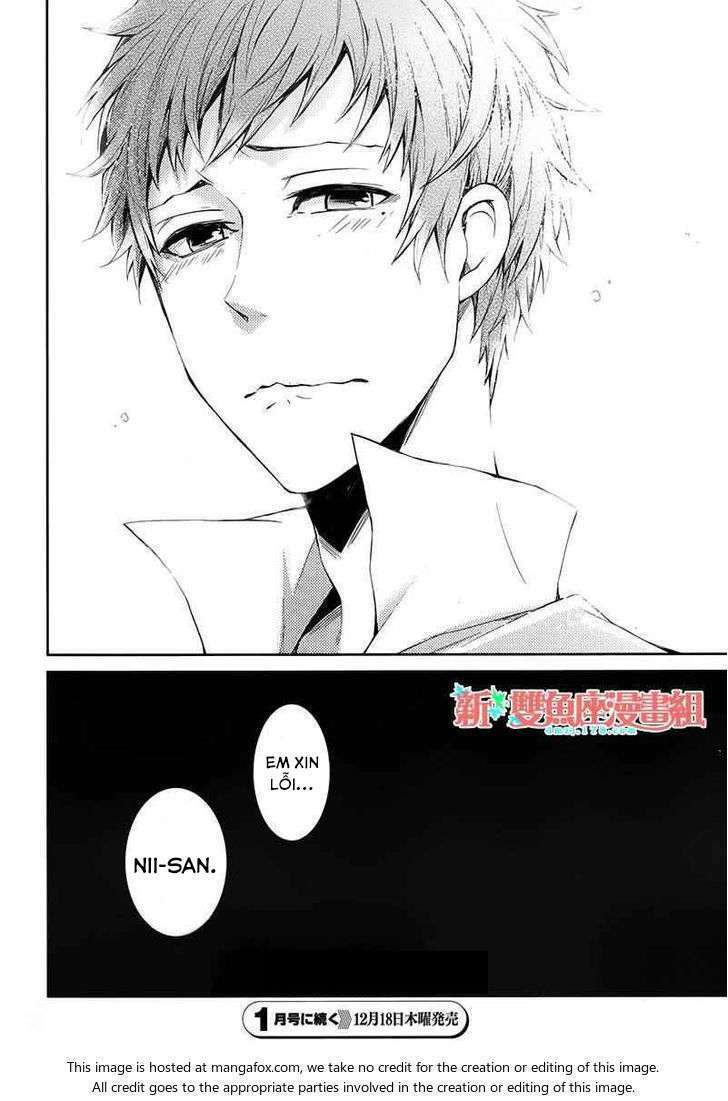 新 雙魚座漫畫組
dmzj.178.com
EM XIN
LỖI...
NII-SAN.
1月号に続く 12月18日木曜発売
This image is hosted at mangafox.com, we take no credit for the creation or editing of this image.
All credit goes to the appropriate parties involved in the creation or editing of this image.